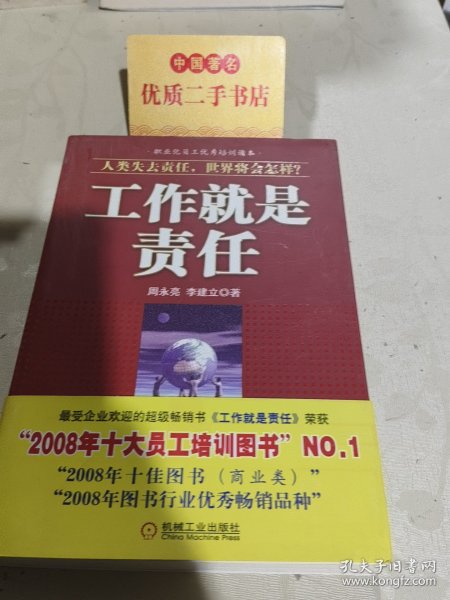 中国著名
优质二手书店
·职业化员工优秀培训读本·
人类失去责任，世界将会怎样？
工作就是
责任
周永亮 李建立◎著
最受企业欢迎的超级畅销书《工作就是责任》荣获
“2008年十大员工培训图书”NO.1
“2008年十佳图书（商业类）”
“2008年图书行业优秀畅销品种”
机械工业出版社
China Machine Press
孔夫子旧书网
www.kongfz.com